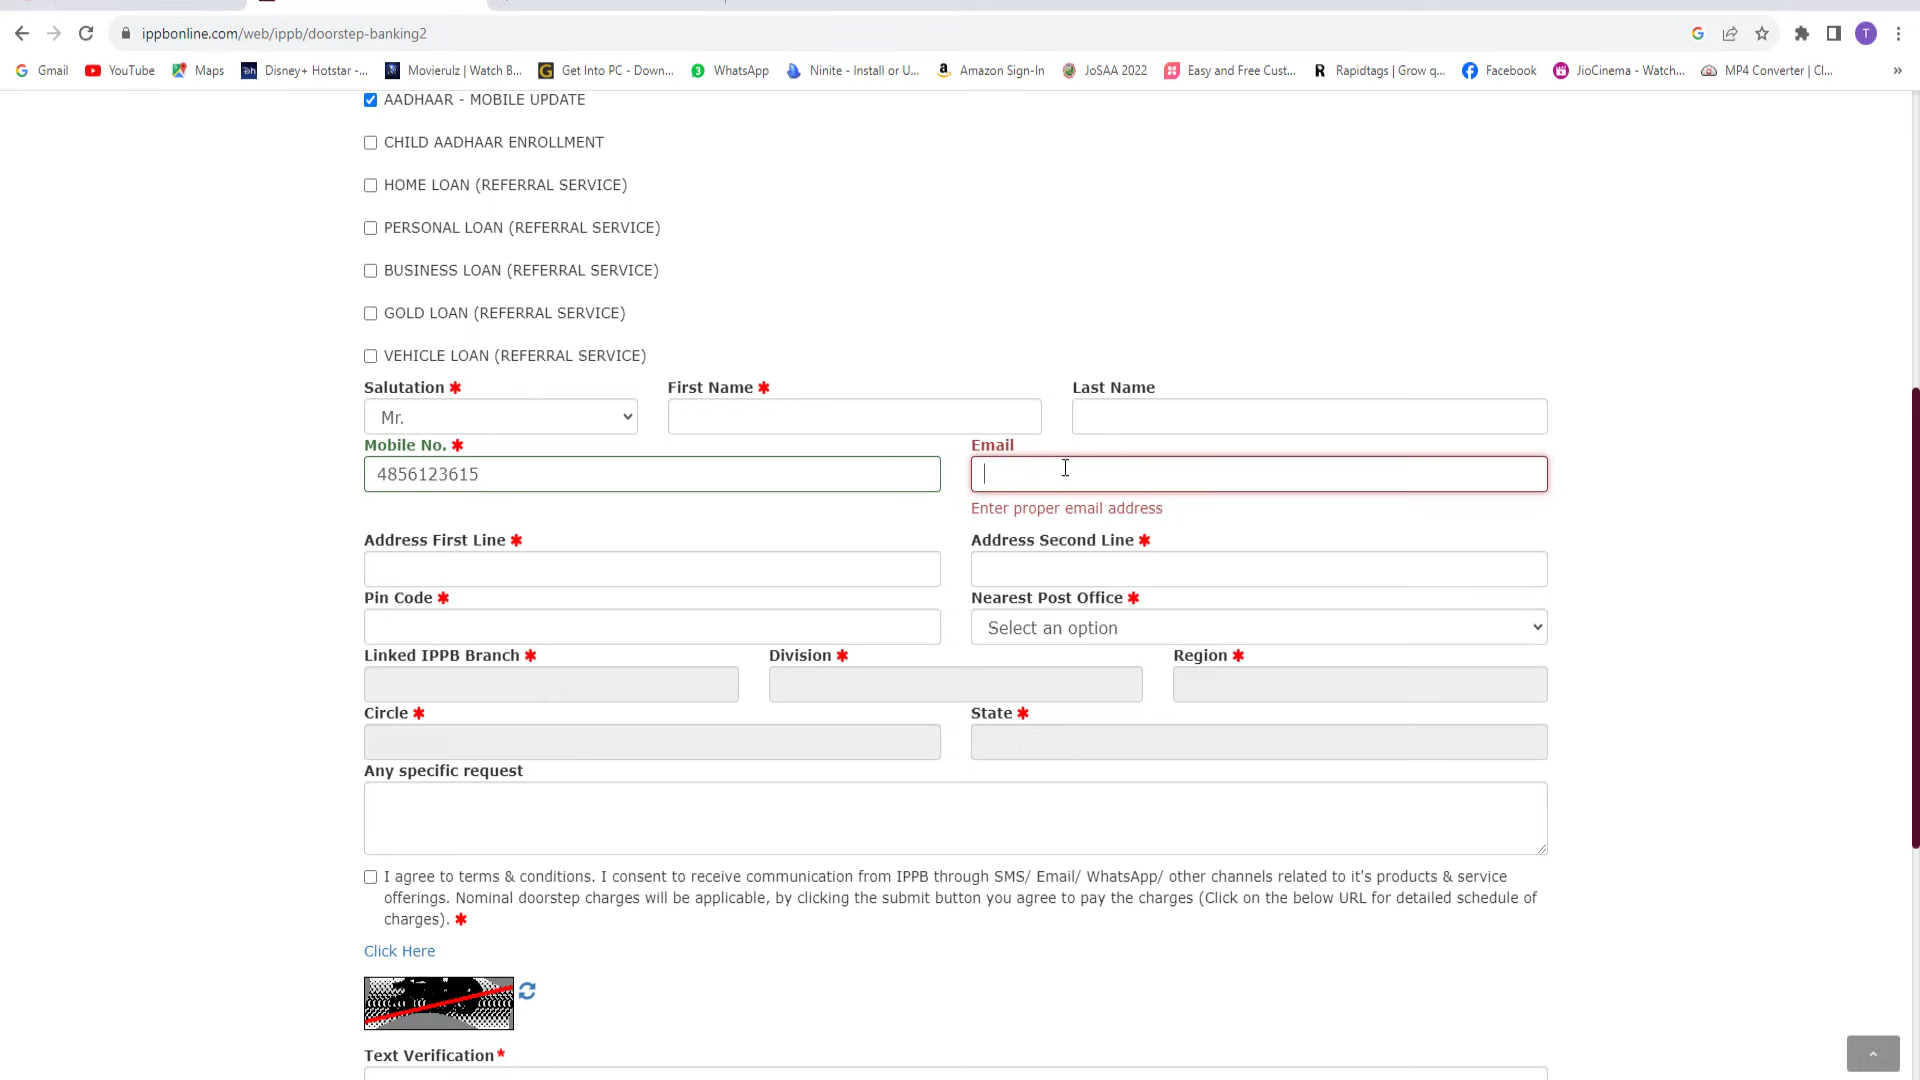 ippbonline.com/web/ippb/doorstep-banking2
T
Gmail
YouTube
Maps
Disney+ Hotstar -...
Movierulz | Watch B...
Get Into PC - Down...
WhatsApp
Ninite - Install or U...
Amazon Sign-In
JoSAA 2022
Easy and Free Cust...
Rapidtags | Grow q...
Facebook
JioCinema - Watch...
MP4 Converter | Cl...
»
AADHAAR - MOBILE UPDATE
CHILD AADHAAR ENROLLMENT
HOME LOAN (REFERRAL SERVICE)
PERSONAL LOAN (REFERRAL SERVICE)
BUSINESS LOAN (REFERRAL SERVICE)
GOLD LOAN (REFERRAL SERVICE)
VEHICLE LOAN (REFERRAL SERVICE)
Salutation * First Name * Last Name
Mr.
Mobile No. * Email
4856123615
Enter proper email address
Address First Line * Address Second Line *
Pin Code * Nearest Post Office *
Select an option
Linked IPPB Branch * Division * Region *
Circle * State *
Any specific request
I agree to terms & conditions. I consent to receive communication from IPPB through SMS/ Email/ WhatsApp/ other channels related to it's products & service
offerings. Nominal doorstep charges will be applicable, by clicking the submit button you agree to pay the charges (Click on the below URL for detailed schedule of
charges). *
Click Here
Text Verification *